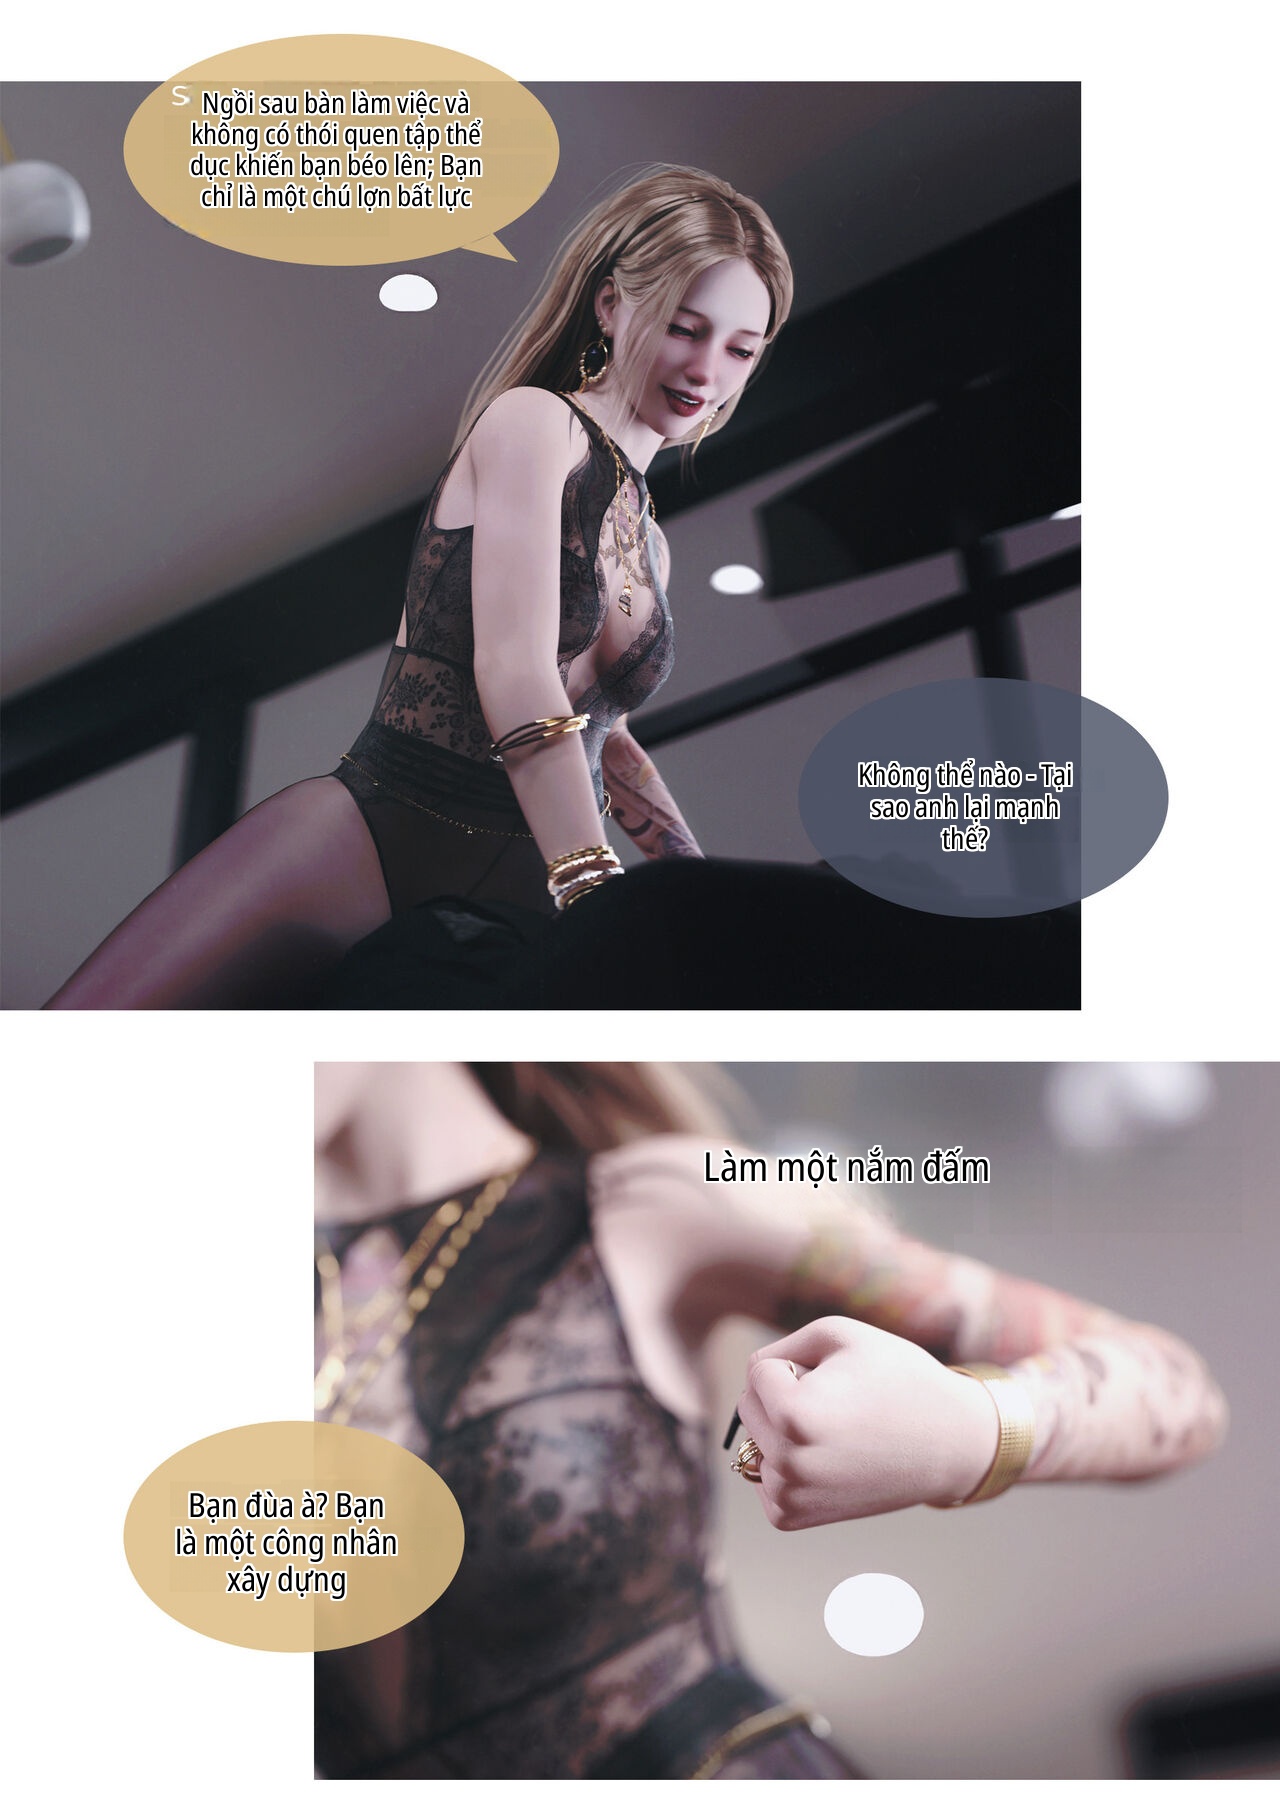 S
Ngồi sau bàn làm việc và
không có thói quen tập thể
dục khiến bạn béo lên; Bạn
chỉ là một chú lợn bất lực
Không thể nào - Tại
sao anh lại mạnh
thế?
Làm một nắm đấm
Bạn đùa à? Bạn
là một công nhân
xây dựng